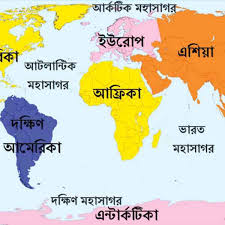 আর্কটিক মহাসাগর
ইউরোপ
এশিয়া
রিকা
আটলান্টিক
মহাসাগর
আফ্রিকা
দক্ষিণ
আমেরিকা
ভারত
মহাসাগর
দক্ষিণ মহাসাগর
এন্টার্কটিকা